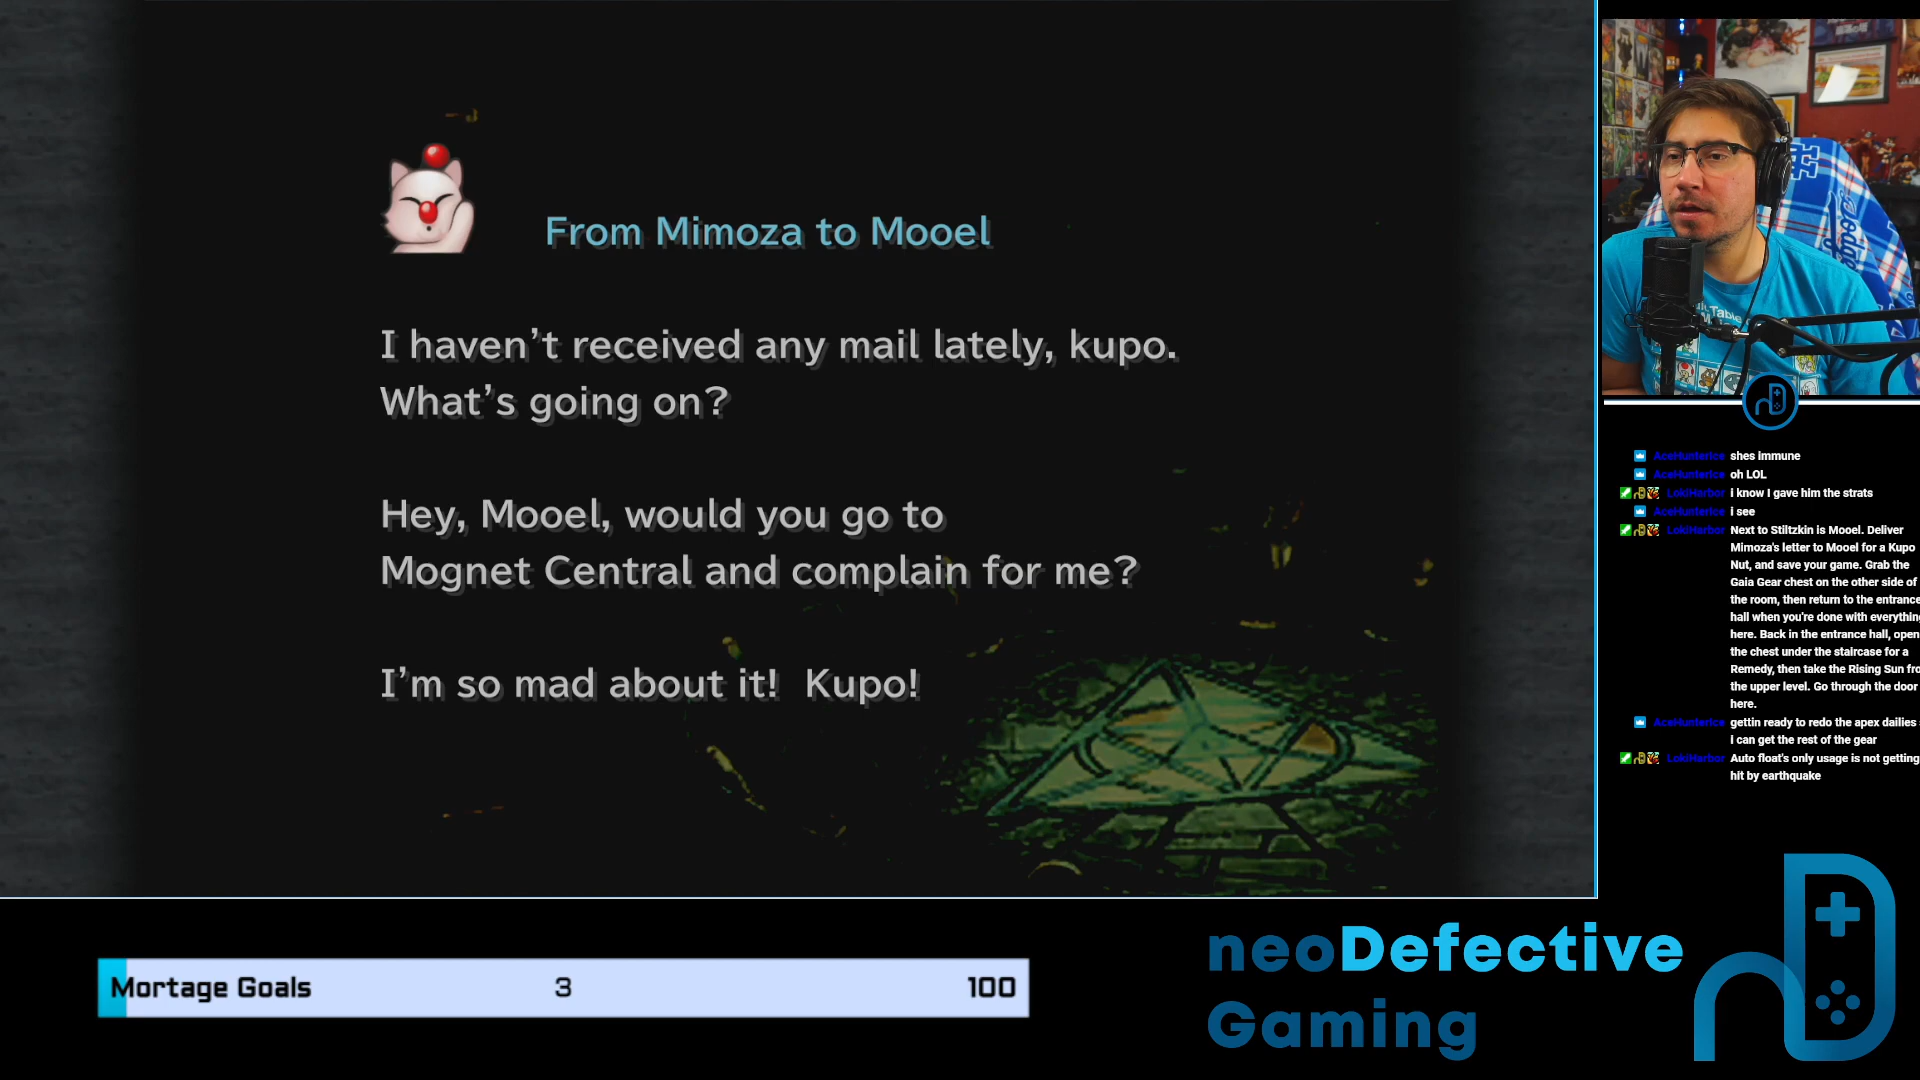 From Mimoza to Mooel
I haven't received any mail lately, kupo.
What's going on?
Hey, Mooel, would you go to
Mognet Central and complain for me?
I'm so mad about it! Kupo!
AceHunterIce shes immune
AceHunterIce oh LOL
LokiHarbor i know I gave him the strats
AceHunterIce i see
LokiHarbor Next to Stiltzkin is Mooel. Deliver
Mimoza's letter to Mooel for a Kupo
Nut, and save your game. Grab the
Gaia Gear chest on the other side of
the room, then return to the entrance
hall when you're done with everything
here. Back in the entrance hall, open
the chest under the staircase for a
Remedy, then take the Rising Sun fro
the upper level. Go through the door
here.
AceHunterIce gettin ready to redo the apex dailies
i can get the rest of the gear
LokiHarbor Auto float's only usage is not getting
hit by earthquake
Mortage Goals 3 100
neoDefective
Gaming